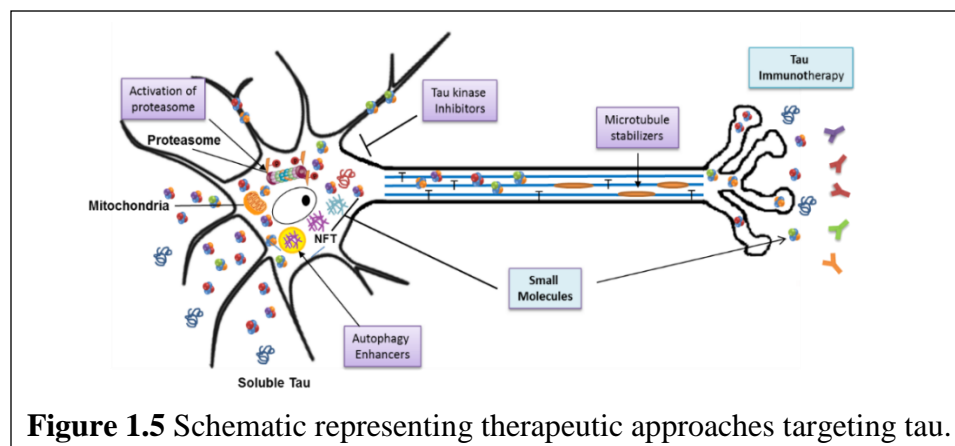 Activation of
proteasome
Proteasome
Mitochondria
NFT
Soluble Tau
Autophagy
Enhancers
Tau kinase
Inhibitors
Microtubule
stabilizers
T T T T T T
Small
Molecules
Tau
Immunotherapy
Figure 1.5 Schematic representing therapeutic approaches targeting tau.